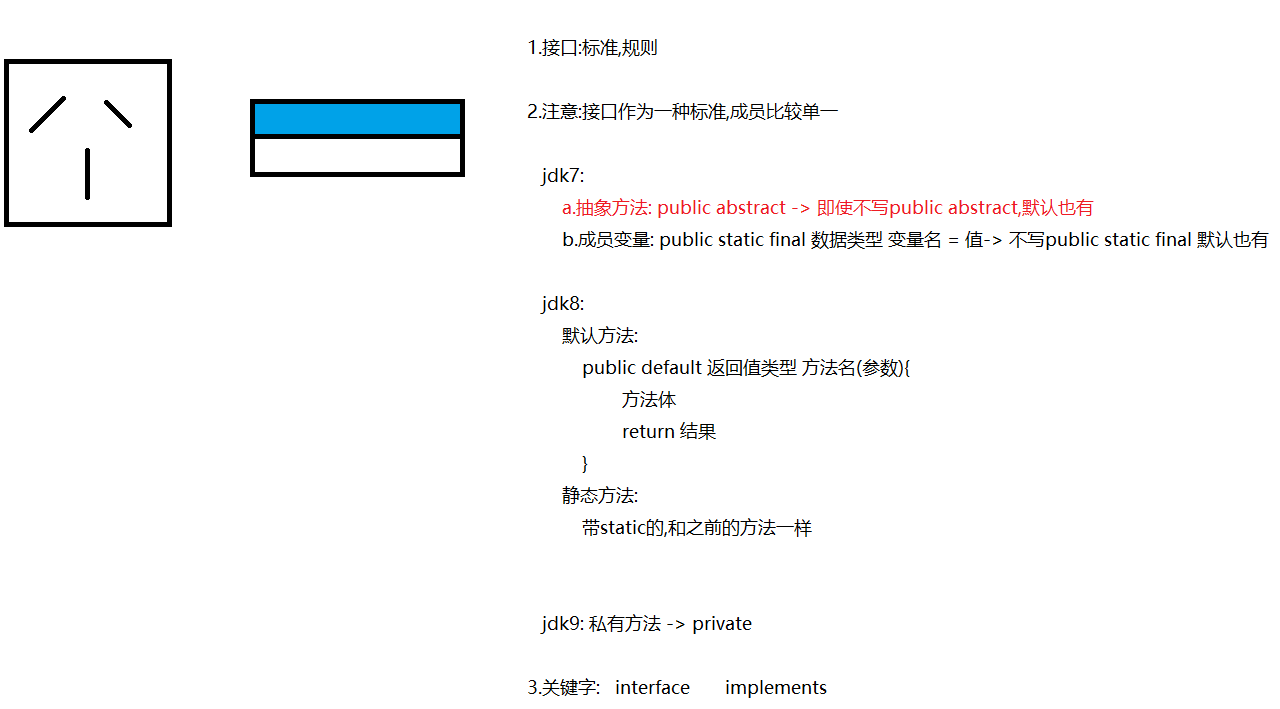 1.接口:标准,规则
2.注意:接口作为一种标准,成员比较单一
jdk7:
a.抽象方法: public abstract -> 即使不写public abstract,默认也有
b.成员变量: public static final 数据类型 变量名 = 值-> 不写public static final 默认也有
jdk8:
默认方法:
public default 返回值类型 方法名(参数){
方法体
return 结果
}
静态方法:
带static的,和之前的方法一样
jdk9: 私有方法 -> private
3.关键字: interface implements